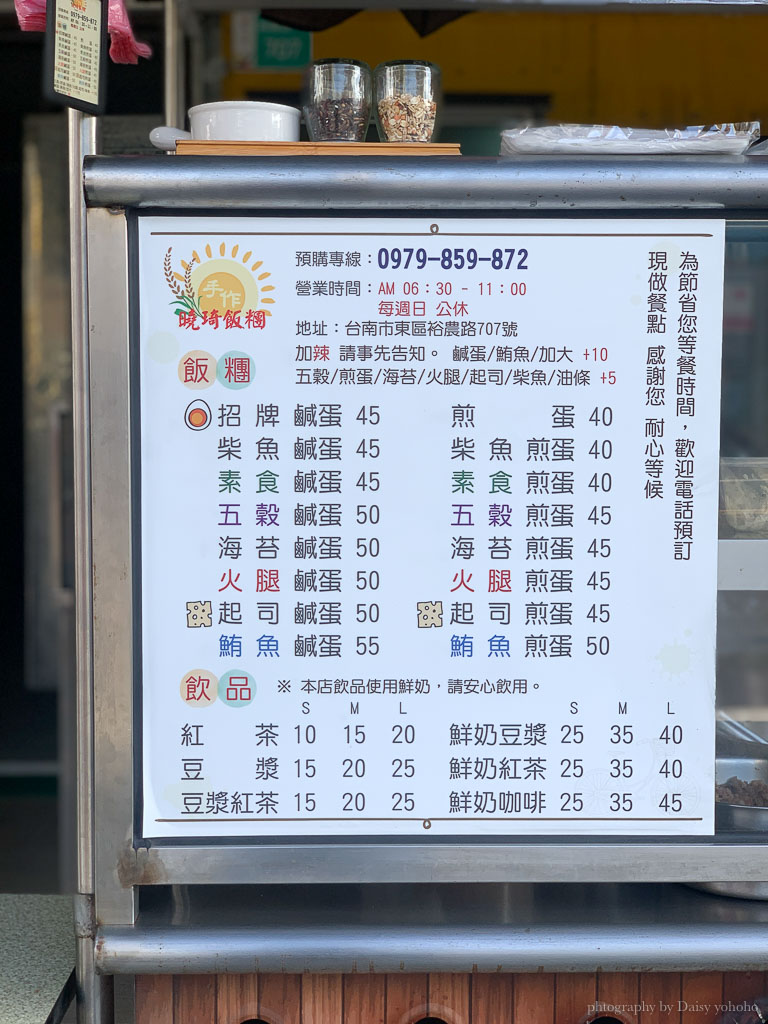 0979-859-872
手作
曉琦飯糰
預購專線：0979-859-872
營業時間：AM 06：30 - 11：00
每週日 公休
地址：台南市東區裕農路707號
加辣 請事先告知。 鹹蛋/鮪魚/加大 +10
五穀/煎蛋/海苔/火腿/起司/柴魚/油條 +5
為節省您等餐時間，歡迎電話預訂
現做餐點 感謝您 耐心等候
飯糰
招牌鹹蛋 45 煎蛋 40
柴魚鹹蛋 45 柴魚煎蛋 40
素食鹹蛋 45 素食煎蛋 40
五穀鹹蛋 50 五穀煎蛋 45
海苔鹹蛋 50 海苔煎蛋 45
火腿鹹蛋 50 火腿煎蛋 45
起司鹹蛋 50 起司煎蛋 45
鮪魚鹹蛋 55 鮪魚煎蛋 50
飲品 ※ 本店飲品使用鮮奶，請安心飲用。
S M L S M L
紅茶 10 15 20 鮮奶豆漿 25 35 40
豆漿 15 20 25 鮮奶紅茶 25 35 40
豆漿紅茶 15 20 25 鮮奶咖啡 25 35 45
photography by Daisy yohoho